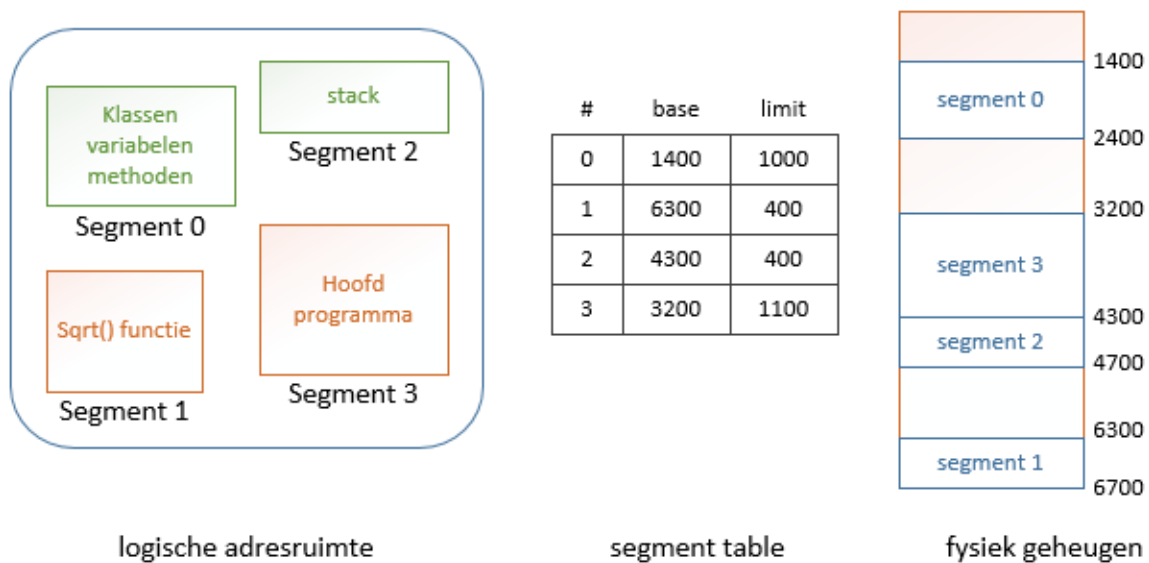 Klassen
variabelen
methoden
Segment 0
stack
Segment 2
Sqrt() functie
Segment 1
Hoofd
programma
Segment 3
logische adresruimte
# base limit
0 1400 1000
1 6300 400
2 4300 400
3 3200 1100
segment table
1400
segment 0
2400
3200
segment 3
4300
segment 2
4700
6300
segment 1
6700
fysiek geheugen